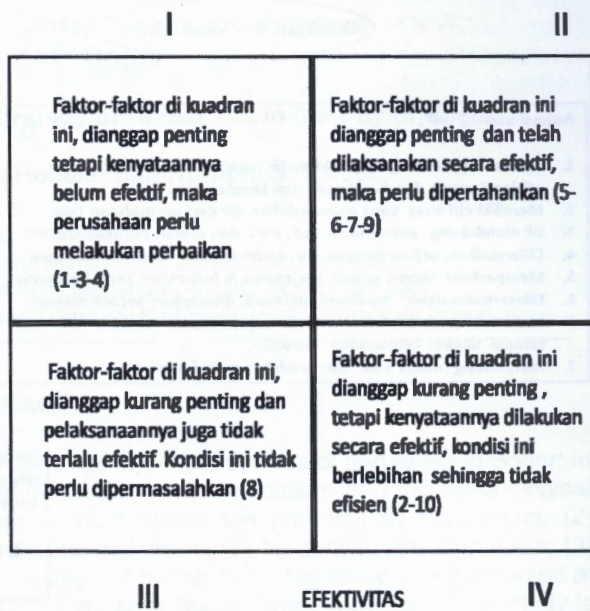 I
II
Faktor-faktor di kuadran
ini, dianggap penting
tetapi kenyataannya
belum efektif, maka
perusahaan perlu
melakukan perbaikan
(1-3-4)
Faktor-faktor di kuadran ini
dianggap penting dan telah
dilaksanakan secara efektif,
maka perlu dipertahankan (5-
6-7-9)
Faktor-faktor di kuadran ini,
dianggap kurang penting dan
pelaksanaannya juga tidak
terlalu efektif. Kondisi ini tidak
perlu dipermasalahkan (8)
Faktor-faktor di kuadran ini
dianggap kurang penting ,
tetapi kenyataannya dilakukan
secara efektif, kondisi ini
berlebihan sehingga tidak
efisien (2-10)
III
EFEKTIVITAS
IV